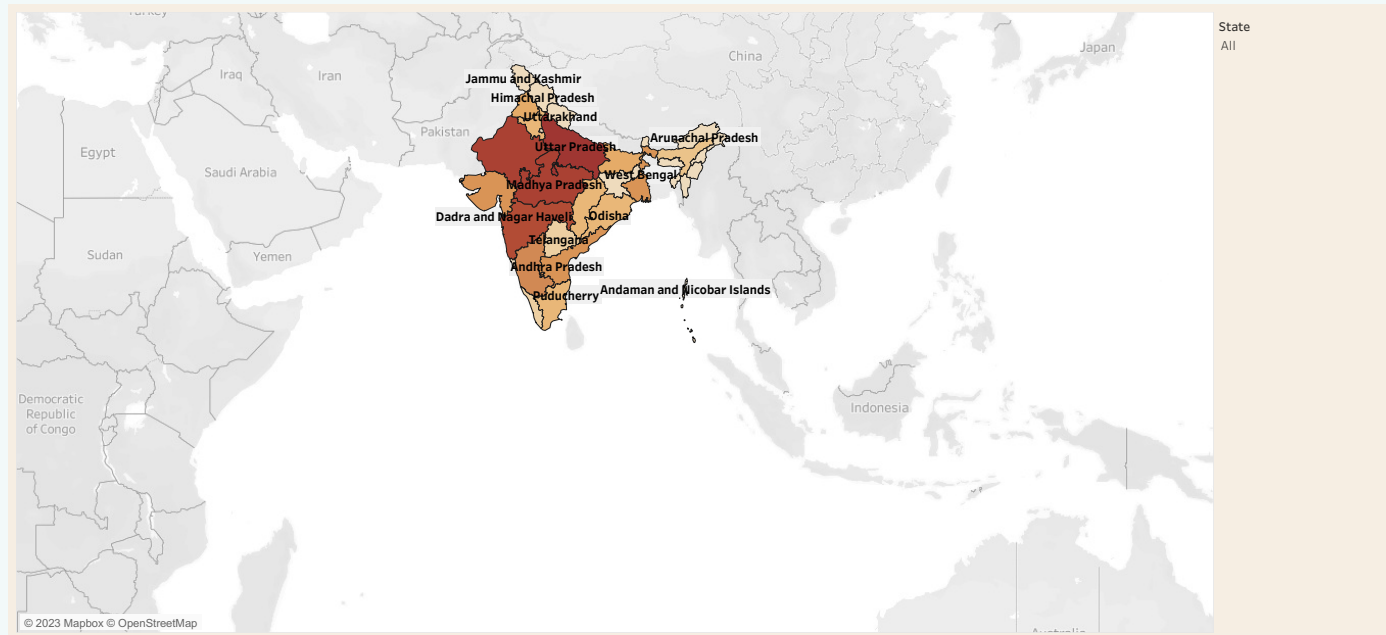 State
All
Turkey
Japan
China
Iraq
Iran
Jammu and Kashmir
Himachal Pradesh
Uttarakhand
Pakistan
Arunachal Pradesh
Egypt
Uttar Pradesh
Saudi Arabia
West Bengal
Madhya Pradesh
Dadra and Nagar Haveli
Odisha
Telangana
Sudan
Yemen
Andhra Pradesh
Andaman and Nicobar Islands
Puducherry
Democratic
Republic
of Congo
Indonesia
© 2023 Mapbox © OpenStreetMap
Australia